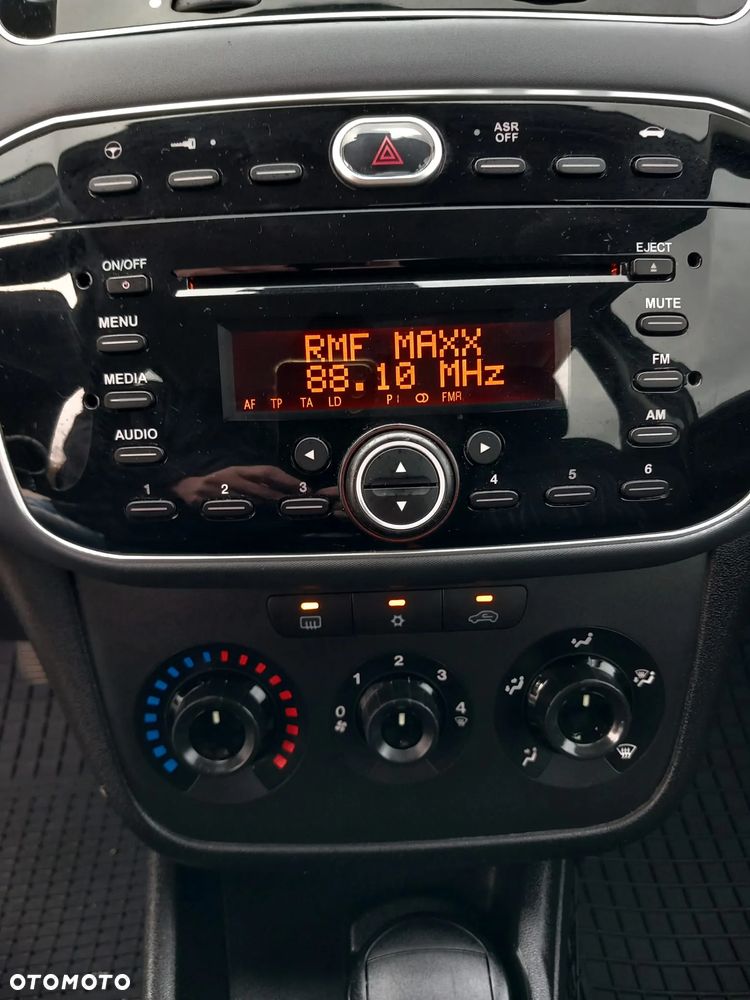 ASR
OFF
ON/OFF
EJECT
MENU
MUTE
MEDIA
FM
AUDIO
AM
RMF MAXX
88.10 MHz
AF TP TA LD PI FMA
1 2 3 4 5 6
0 1 2 3 4
OTOMOTO